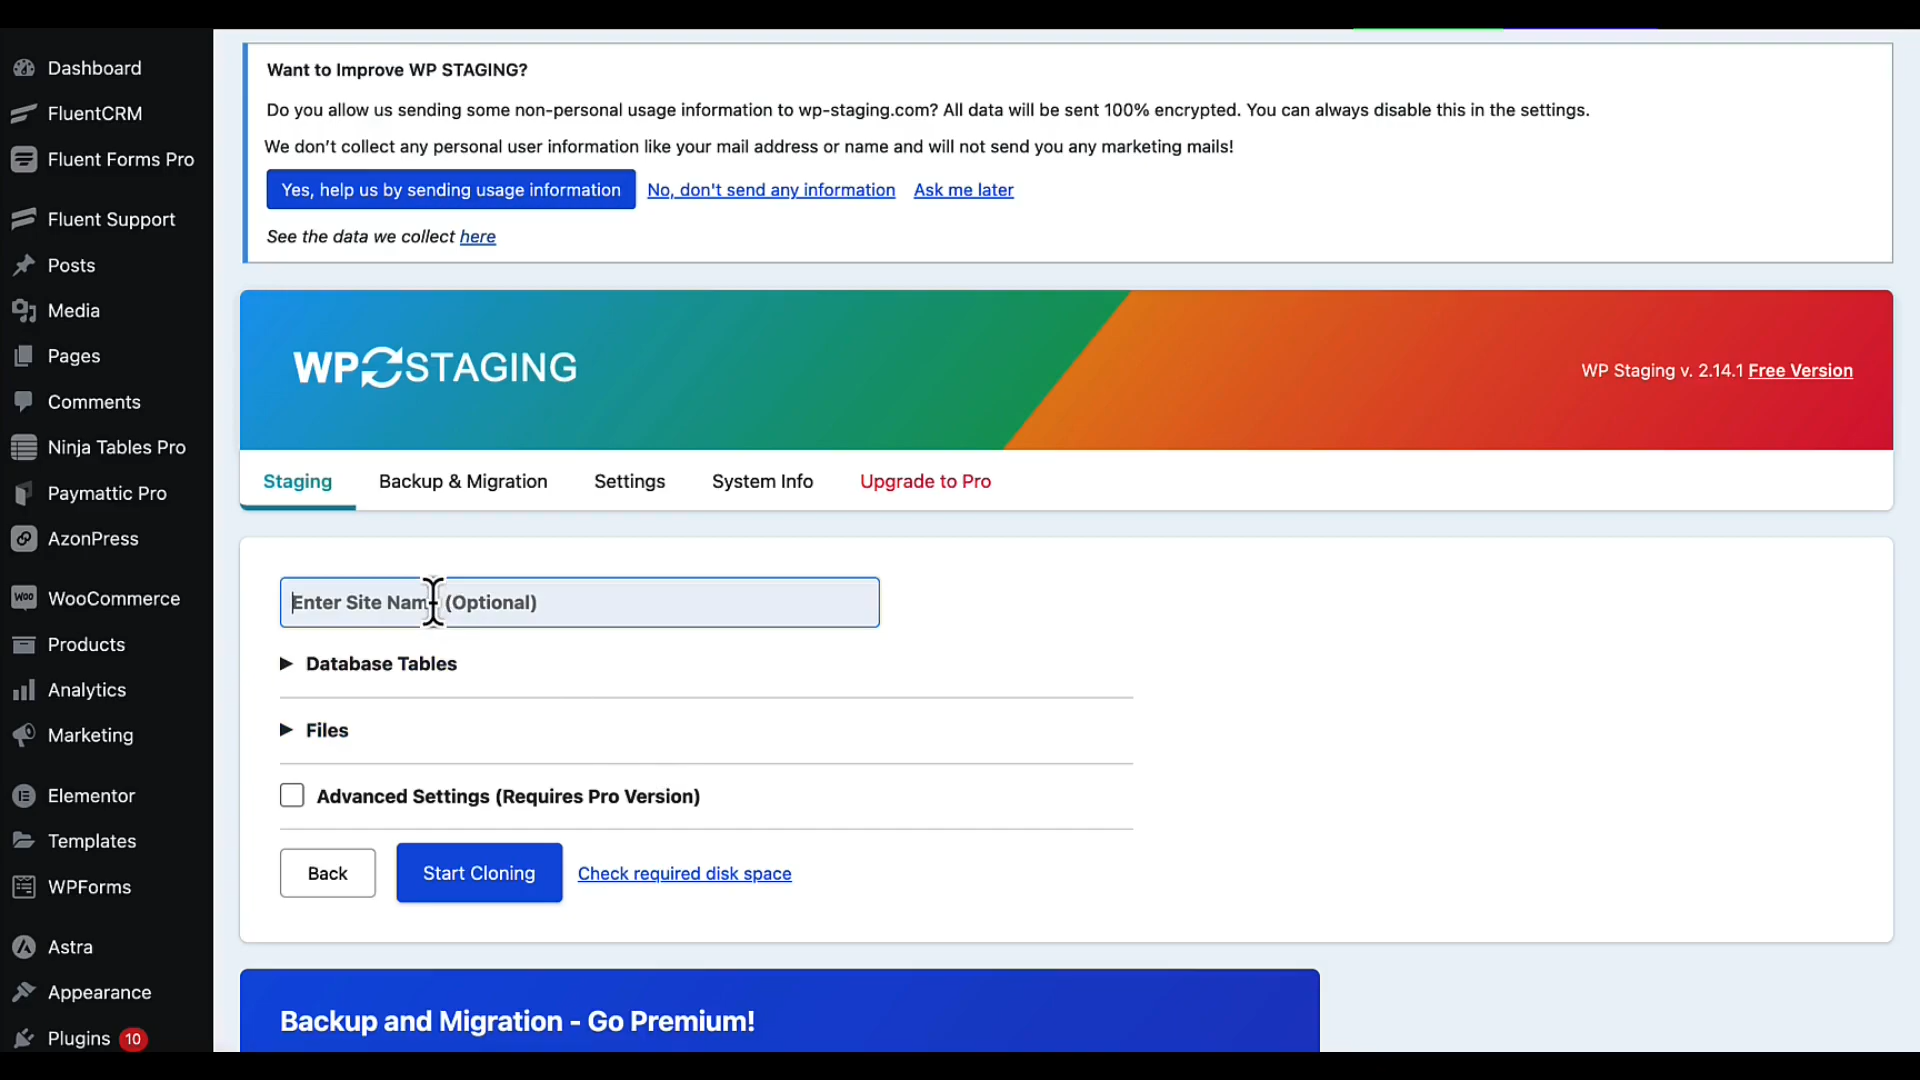 Dashboard
FluentCRM
Fluent Forms Pro
Fluent Support
Posts
Media
Pages
Comments
Ninja Tables Pro
Paymattic Pro
AzonPress
Woo WooCommerce
Products
Analytics
Marketing
Elementor
Templates
WPForms
Astra
Appearance
Plugins 10
Want to Improve WP STAGING?
Do you allow us sending some non-personal usage information to wp-staging.com? All data will be sent 100% encrypted. You can always disable this in the settings.
We don't collect any personal user information like your mail address or name and will not send you any marketing mails!
Yes, help us by sending usage information No, don't send any information Ask me later
See the data we collect here
WP STAGING
WP Staging v. 2.14.1 Free Version
Staging Backup & Migration Settings System Info Upgrade to Pro
Enter Site Name (Optional)
Database Tables
Files
Advanced Settings (Requires Pro Version)
Back Start Cloning Check required disk space
Backup and Migration - Go Premium!